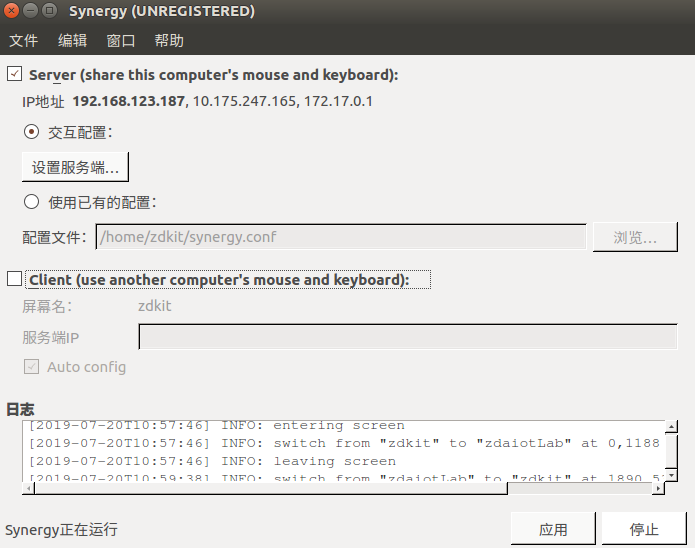 Synergy (UNREGISTERED)
文件 编辑 窗口 帮助
Server (share this computer's mouse and keyboard):
IP地址 192.168.123.187, 10.175.247.165, 172.17.0.1
交互配置：
设置服务端...
使用已有的配置：
配置文件： /home/zdkit/synergy.conf 浏览...
Client (use another computer's mouse and keyboard):
屏幕名： zdkit
服务端IP
Auto config
日志
[2019-07-20T10:57:46] INFO: entering screen
[2019-07-20T10:57:46] INFO: switch from "zdkit" to "zdaiotLab" at 0,1188
[2019-07-20T10:57:46] INFO: leaving screen
[2019-07-20T10:59:38] INFO: switch from "zdaiotLab" to "zdkit" at 1890,5
Synergy正在运行 应用 停止